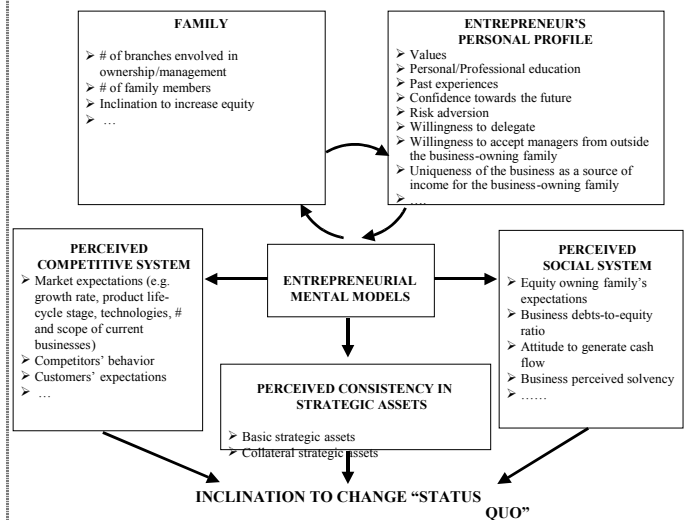 FAMILY
➢ # of branches envolved in
ownership/management
➢ # of family members
➢ Inclination to increase equity
➢ …
ENTREPRENEUR’S
PERSONAL PROFILE
➢ Values
➢ Personal/Professional education
➢ Past experiences
➢ Confidence towards the future
➢ Risk adversion
➢ Willingness to delegate
➢ Willingness to accept managers from outside
the business-owning family
➢ Uniqueness of the business as a source of
income for the business-owning family
➢ ….
PERCEIVED
COMPETITIVE SYSTEM
➢ Market expectations (e.g.
growth rate, product life-
cycle stage, technologies, #
and scope of current
businesses)
➢ Competitors’ behavior
➢ Customers’ expectations
➢ …
ENTREPRENEURIAL
MENTAL MODELS
PERCEIVED
SOCIAL SYSTEM
➢ Equity owning family’s
expectations
➢ Business debts-to-equity
ratio
➢ Attitude to generate cash
flow
➢ Business perceived solvency
➢ ……
PERCEIVED CONSISTENCY IN
STRATEGIC ASSETS
➢ Basic strategic assets
➢ Collateral strategic assets
INCLINATION TO CHANGE “STATUS
QUO”